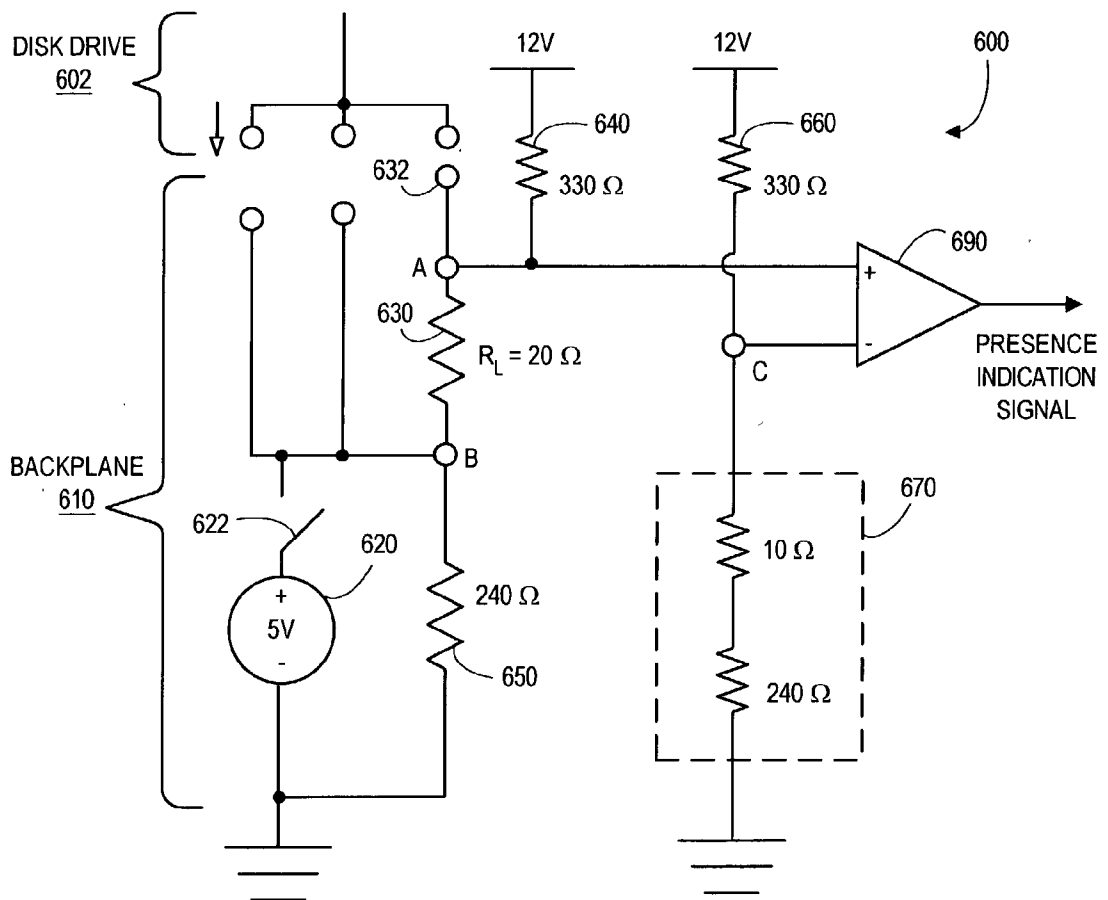 DISK DRIVE
602
12V
12V
600
640
330 Ω
660
330 Ω
632
690
A
+
-
630
R_L = 20 Ω
C
PRESENCE
INDICATION
SIGNAL
BACKPLANE
610
B
670
622
620
10 Ω
+
5V
-
240 Ω
650
240 Ω